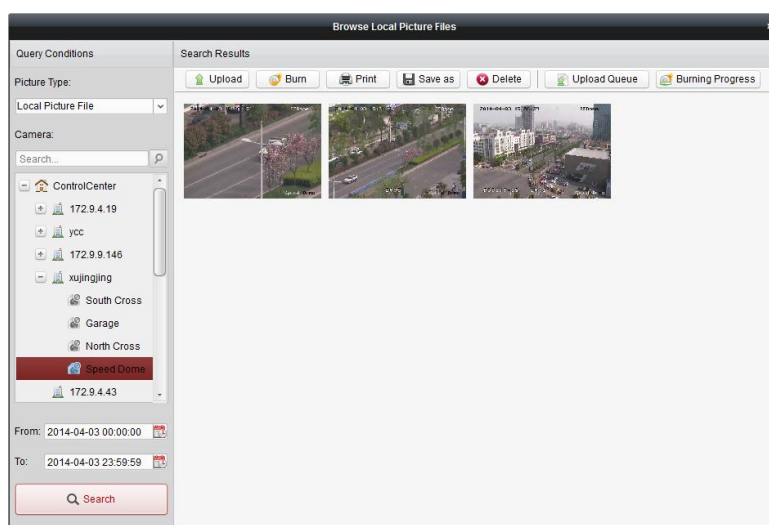 Browse Local Picture Files
Query Conditions
Search Results
Picture Type:
Local Picture File
Camera:
Search...
ControlCenter
172.9.4.19
ycc
172.9.9.146
xujingjing
South Cross
Garage
North Cross
Speed Dome
172.9.4.43
From: 2014-04-03 00:00:00
To: 2014-04-03 23:59:59
Search
Upload Burn Print Save as Delete Upload Queue Burning Progress
Speed Dome